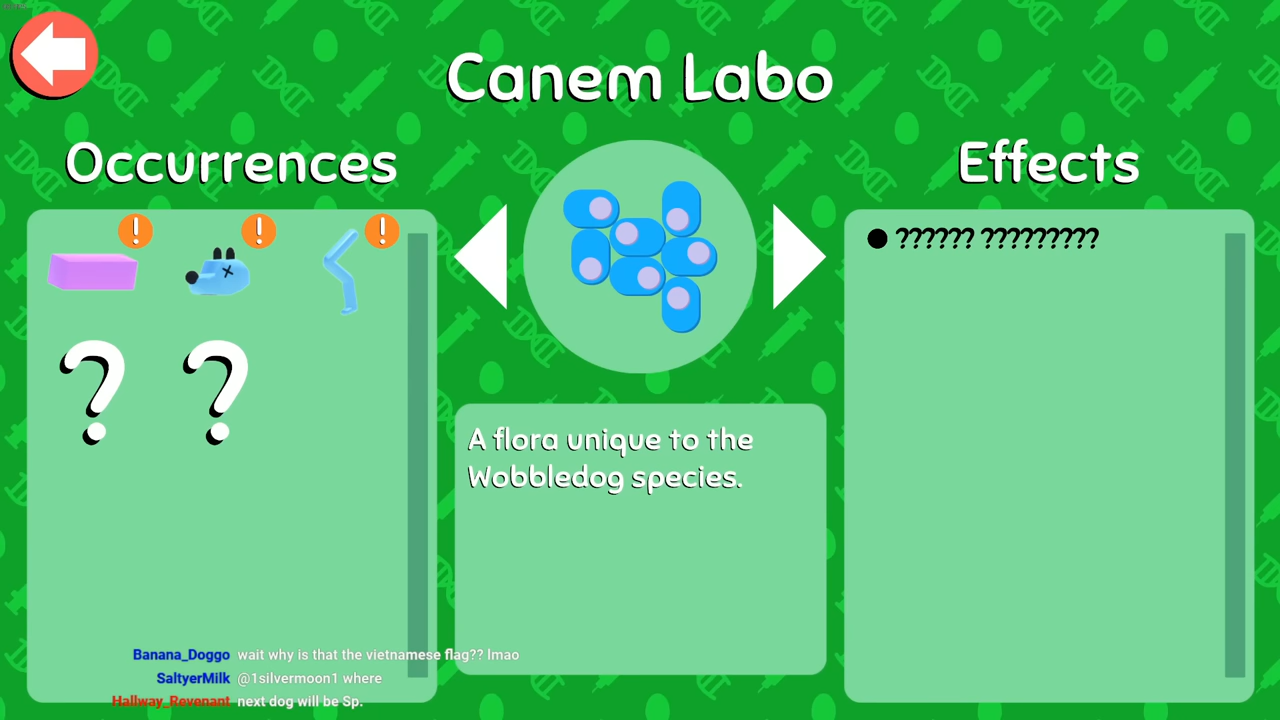 Canem Labo
Occurrences
Effects
! ! !
?????? ?????????
? ?
A flora unique to the
Wobbledog species.
Banana_Doggo wait why is that the vietnamese flag?? lmao
SaltyerMilk @1silvermoon1 where
Hallway_Revenant next dog will be Sp.